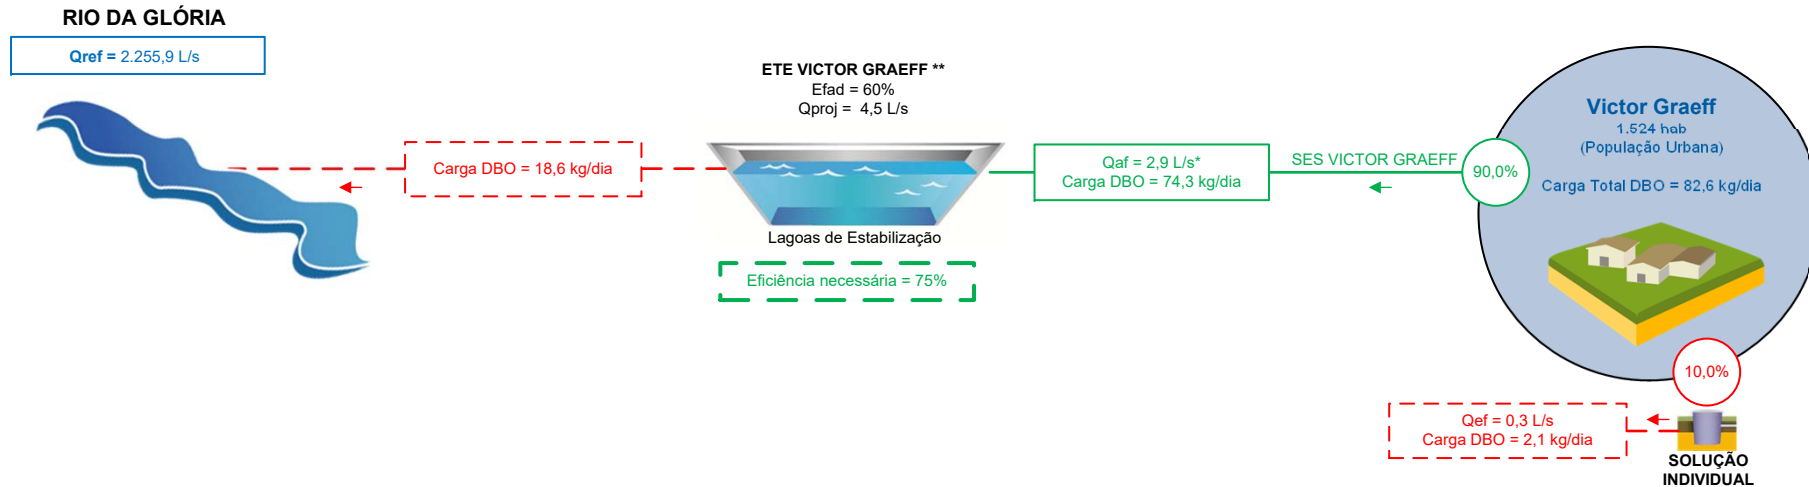 RIO DA GLÓRIA
Qref = 2.255,9 L/s
ETE VICTOR GRAEFF **
Efad = 60%
Qproj = 4,5 L/s
Carga DBO = 18,6 kg/dia
Lagoas de Estabilização
Eficiência necessária = 75%
Qaf = 2,9 L/s*
Carga DBO = 74,3 kg/dia
SES VICTOR GRAEFF
90,0%
Victor Graeff
1.524 hab
(População Urbana)
Carga Total DBO = 82,6 kg/dia
10,0%
Qef = 0,3 L/s
Carga DBO = 2,1 kg/dia
SOLUÇÃO
INDIVIDUAL